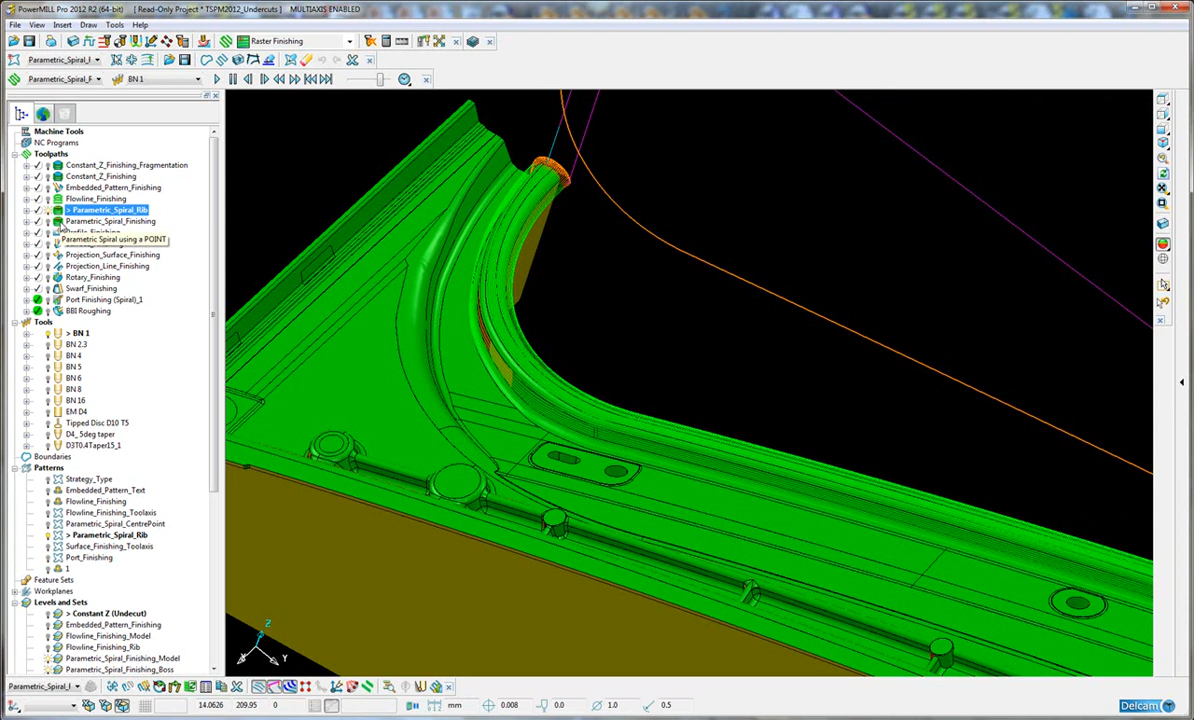 PowerMILL Pro 2012 R2 (64-bit) - [ Read-Only Project * TSPM2012_Undercuts ] MULTIAXIS ENABLED
File View Insert Draw Tools Help
Raster Finishing
Parametric_Spiral_F
Parametric_Spiral_F BN 1
Machine Tools
NC Programs
Toolpaths
Constant_Z_Finishing_Fragmentation
Constant_Z_Finishing
Embedded_Pattern_Finishing
Flowline_Finishing
> Parametric_Spiral_Rib
Parametric_Spiral_Finishing
Parametric Spiral using a POINT
Projection_Surface_Finishing
Projection_Line_Finishing
Rotary_Finishing
Swarf_Finishing
Port Finishing (Spiral)_1
BBI Roughing
Tools
> BN 1
BN 2.3
BN 4
BN 5
BN 6
BN 8
BN 16
EM D4
Tipped Disc D10 T5
D4_ 5deg taper
D3T0.4Taper15_1
Boundaries
Patterns
Strategy_Type
Embedded_Pattern_Text
Flowline_Finishing
Flowline_Finishing_Toolaxis
Parametric_Spiral_CentrePoint
> Parametric_Spiral_Rib
Surface_Finishing_Toolaxis
Port_Finishing
1
Feature Sets
Workplanes
Levels and Sets
> Constant Z (Undecut)
Embedded_Pattern_Finishing
Flowline_Finishing_Model
Flowline_Finishing_Rib
Parametric_Spiral_Finishing_Model
Parametric_Spiral_Finishing_Boss
Z
X
Y
Parametric_Spiral_F
14.0626 209.95 0 mm 0.008 0.0 1.0 0.5
Delcam